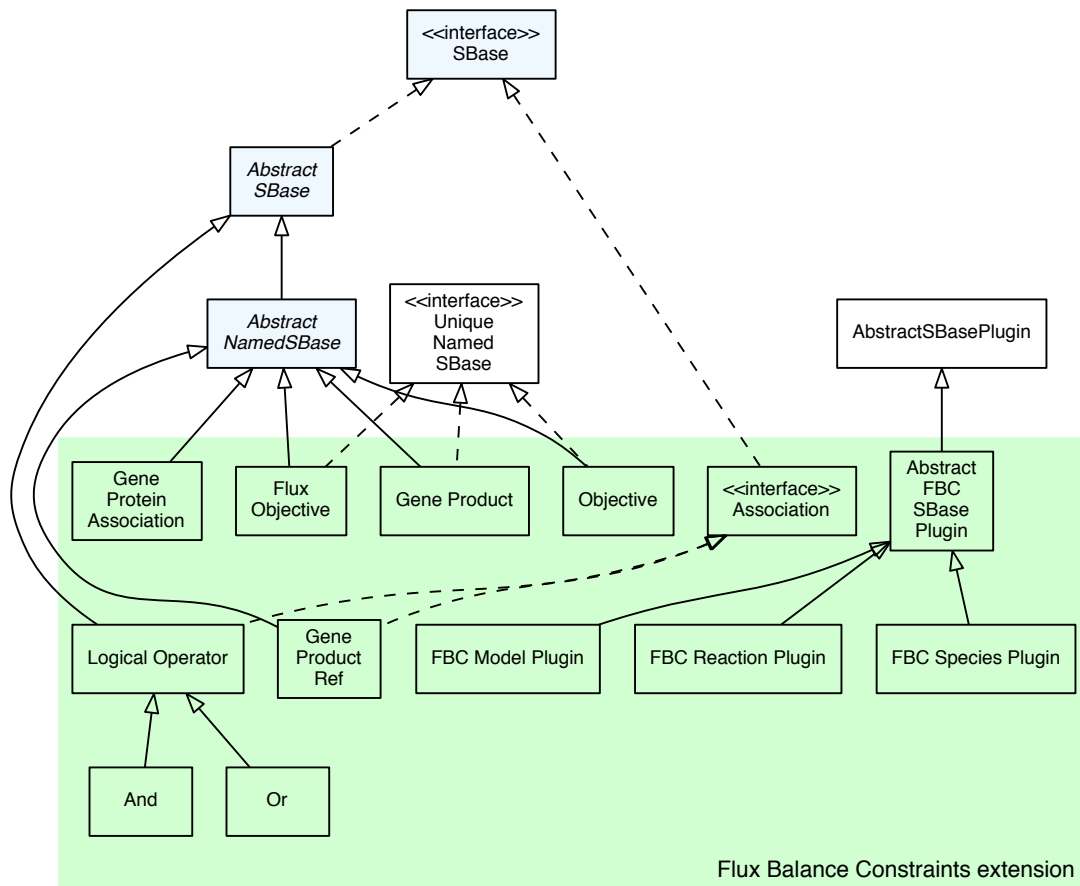 <<interface>>
SBase
Abstract
SBase
Abstract
NamedSBase
<<interface>>
Unique
Named
SBase
AbstractSBasePlugin
Gene
Protein
Association
Flux
Objective
Gene Product
Objective
<<interface>>
Association
Abstract
FBC
SBase
Plugin
Logical Operator
Gene
Product
Ref
FBC Model Plugin
FBC Reaction Plugin
FBC Species Plugin
And
Or
Flux Balance Constraints extension